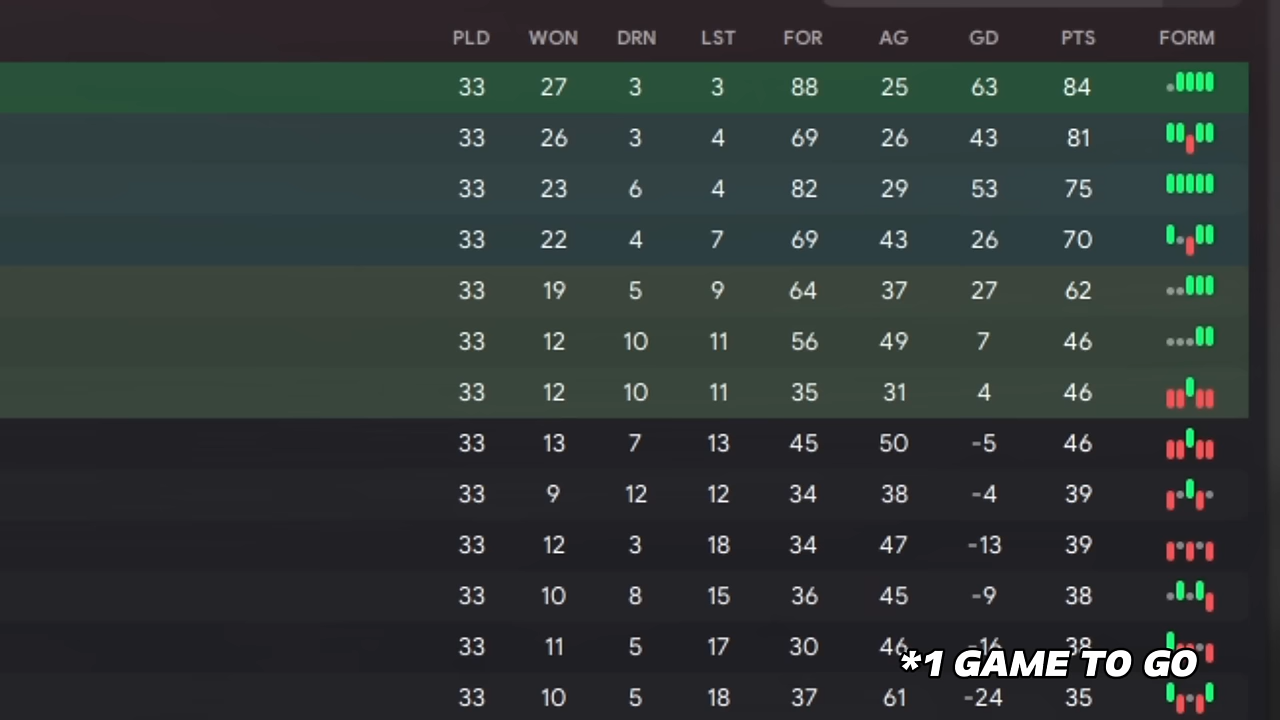 PLD WON DRN LST FOR AG GD PTS FORM
33 27 3 3 88 25 63 84
33 26 3 4 69 26 43 81
33 23 6 4 82 29 53 75
33 22 4 7 69 43 26 70
33 19 5 9 64 37 27 62
33 12 10 11 56 49 7 46
33 12 10 11 35 31 4 46
33 13 7 13 45 50 -5 46
33 9 12 12 34 38 -4 39
33 12 3 18 34 47 -13 39
33 10 8 15 36 45 -9 38
33 11 5 17 30 46 -16 38
*1 GAME TO GO
33 10 5 18 37 61 -24 35